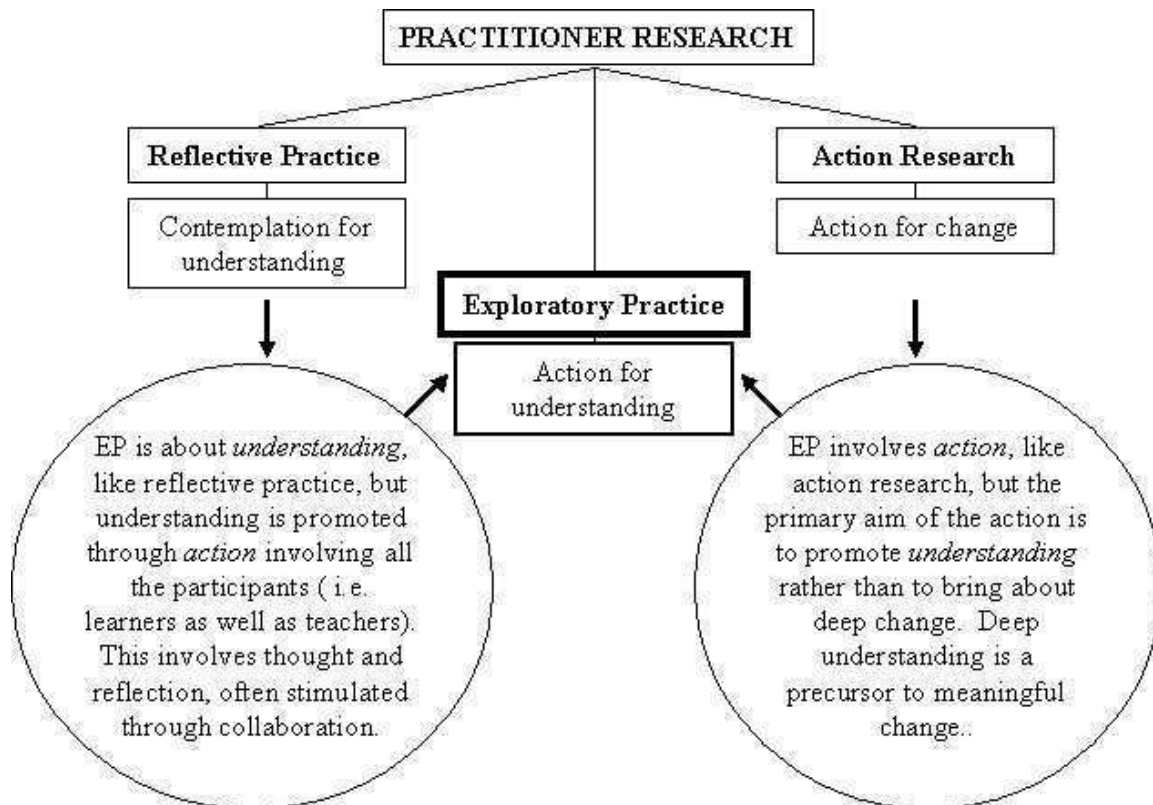 PRACTITIONER RESEARCH
Reflective Practice
Contemplation for
understanding
Action Research
Action for change
Exploratory Practice
Action for
understanding
EP is about understanding,
like reflective practice, but
understanding is promoted
through action involving all
the participants ( i.e.
learners as well as teachers).
This involves thought and
reflection, often stimulated
through collaboration.
EP involves action, like
action research, but the
primary aim of the action is
to promote understanding
rather than to bring about
deep change.  Deep
understanding is a
precursor to meaningful
change..